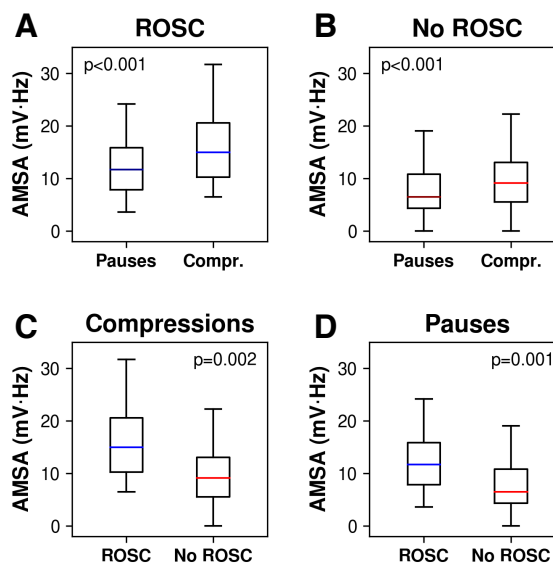 A ROSC
p<0.001
AMSA (mV·Hz)
30
20
10
0
Pauses Compr.
B No ROSC
p<0.001
AMSA (mV·Hz)
30
20
10
0
Pauses Compr.
C Compressions
p=0.002
AMSA (mV·Hz)
30
20
10
0
ROSC No ROSC
D Pauses
p=0.001
AMSA (mV·Hz)
30
20
10
0
ROSC No ROSC